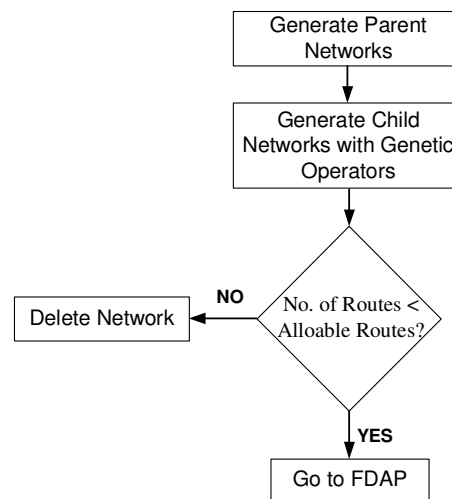 Generate Parent
Networks
Generate Child
Networks with Genetic
Operators
No. of Routes <
Alloable Routes?
NO
Delete Network
YES
Go to FDAP